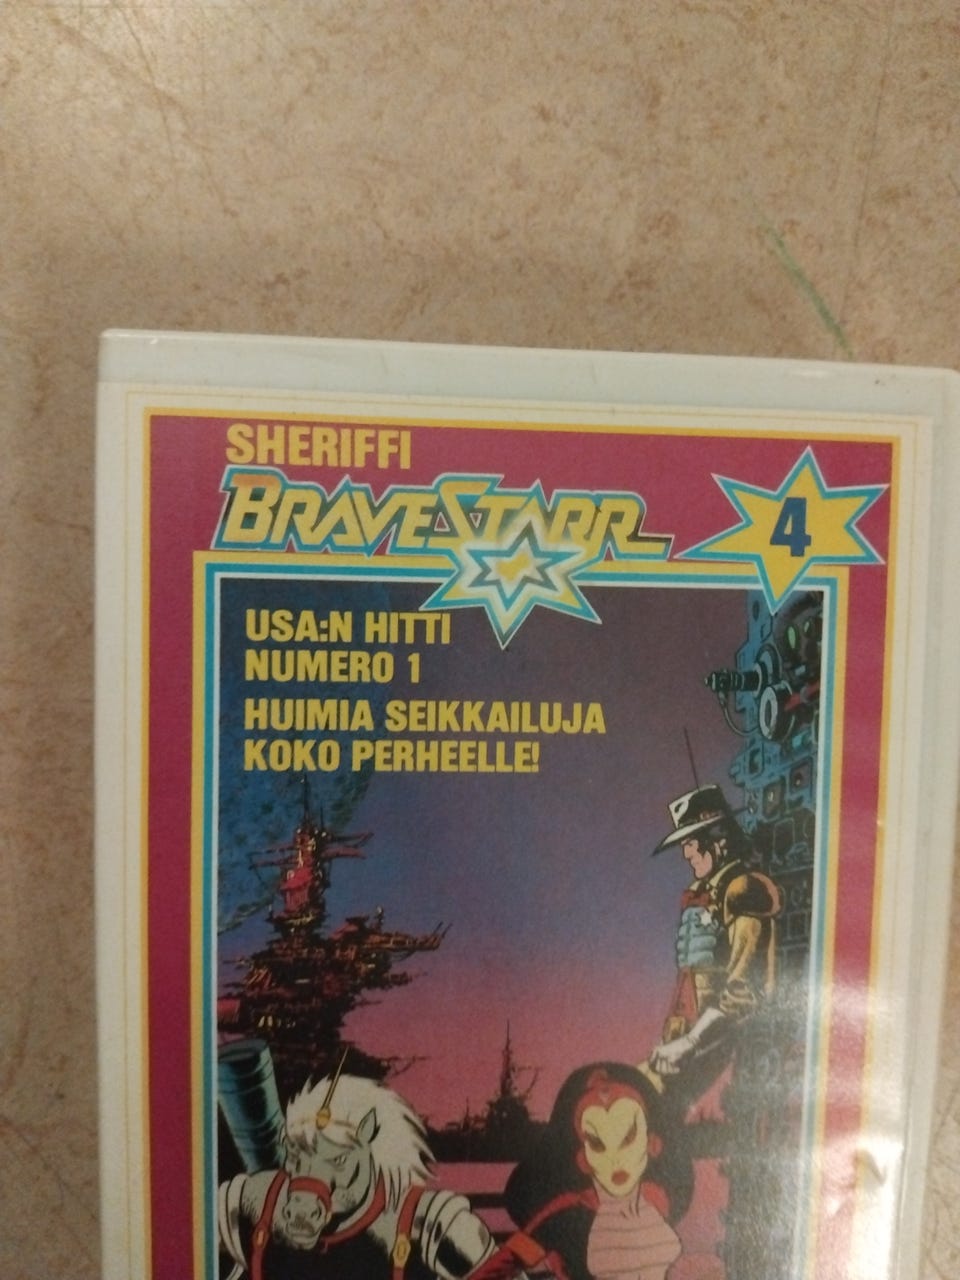 SHERIFFI
BRAVESTARR
4
USA:N HITTI
NUMERO 1
HUIMIA SEIKKAILUJA
KOKO PERHEELLE!